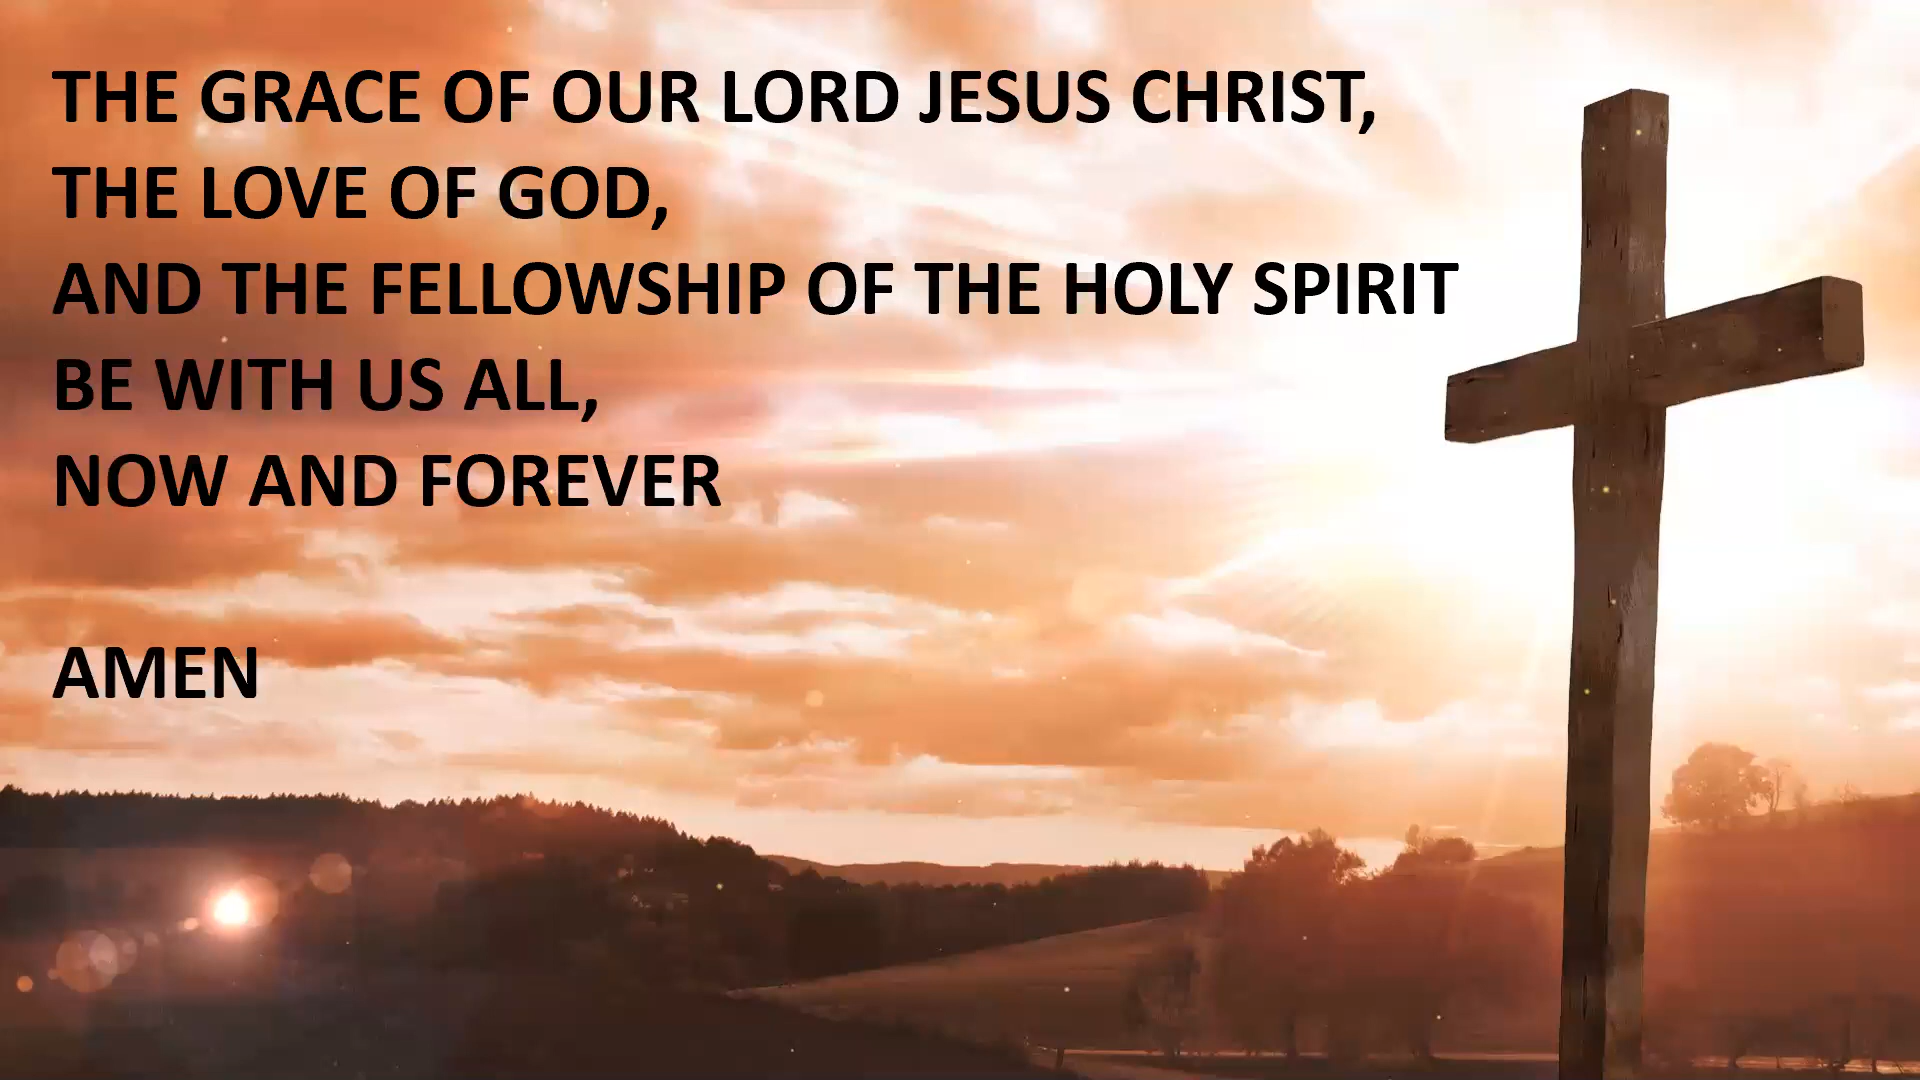 THE GRACE OF OUR LORD JESUS CHRIST,
THE LOVE OF GOD,
AND THE FELLOWSHIP OF THE HOLY SPIRIT
BE WITH US ALL,
NOW AND FOREVER
AMEN